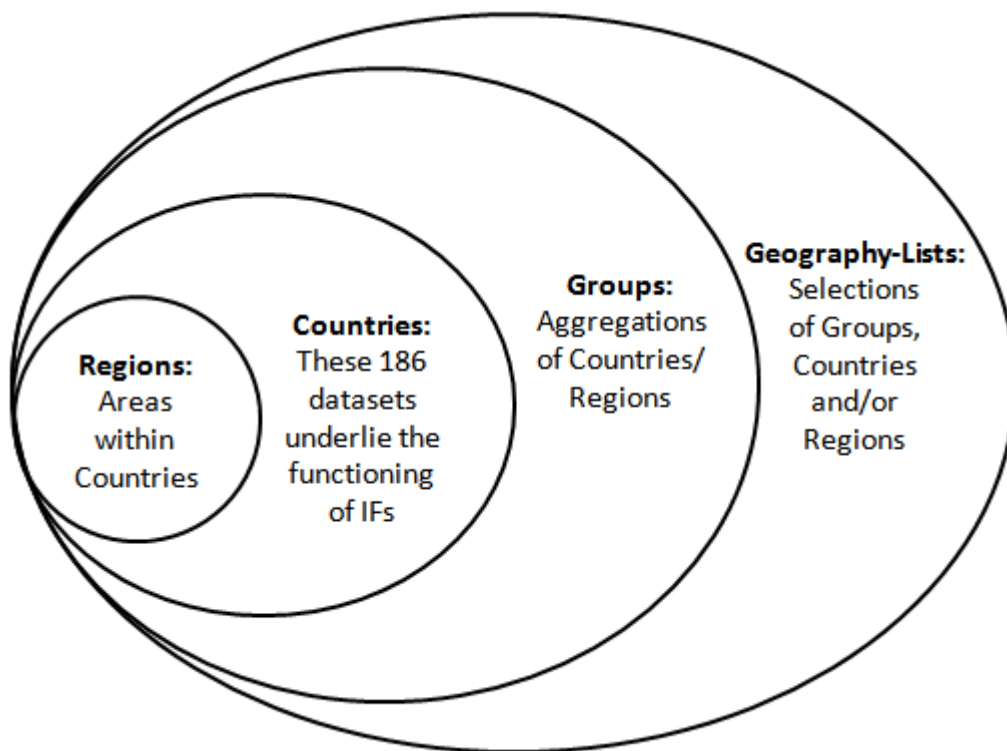 Regions:
Areas
within
Countries
Countries:
These 186
datasets
underlie the
functioning
of IFs
Groups:
Aggregations
of Countries/
Regions
Geography-Lists:
Selections
of Groups,
Countries
and/or
Regions